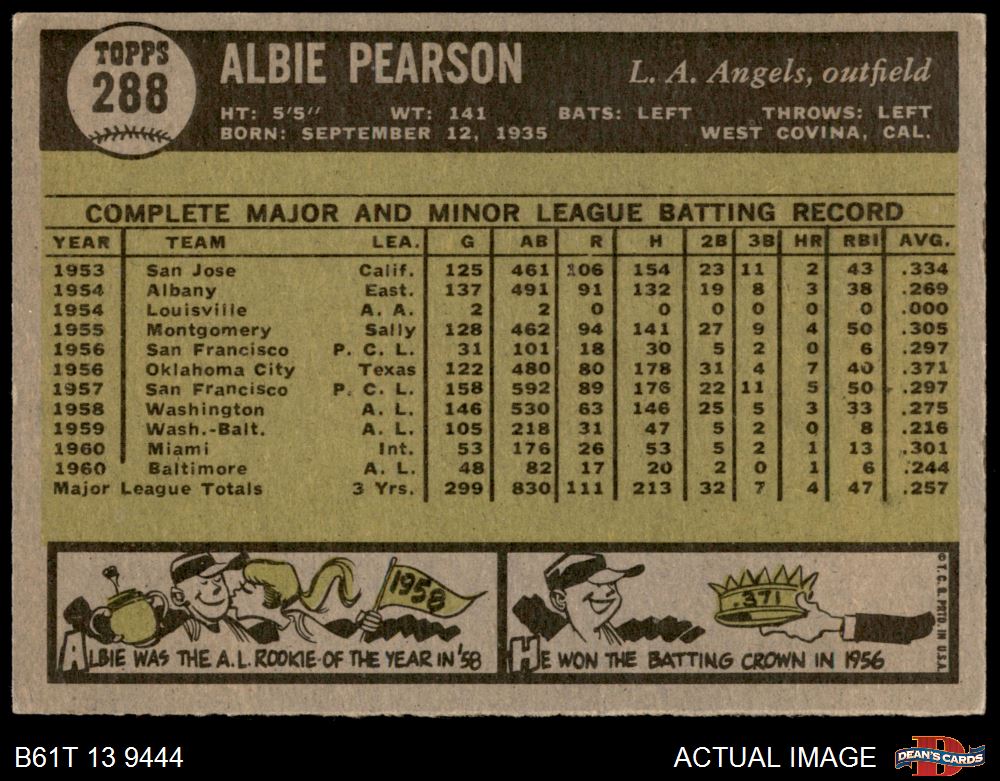 TOPPS
288
ALBIE PEARSON
L. A. Angels, outfield
HT: 5'5" WT: 141 BATS: LEFT THROWS: LEFT
BORN: SEPTEMBER 12, 1935 WEST COVINA, CAL.
COMPLETE MAJOR AND MINOR LEAGUE BATTING RECORD
YEAR TEAM LEA. G AB R H 2B 3B HR RBI AVG.
1953 San Jose Calif. 125 461 106 154 23 11 2 43 .334
1954 Albany East. 137 491 91 132 19 8 3 38 .269
1954 Louisville A. A. 2 2 0 0 0 0 0 0 .000
1955 Montgomery Sally 128 462 94 141 27 9 4 50 .305
1956 San Francisco P. C. L. 31 101 18 30 5 2 0 6 .297
1956 Oklahoma City Texas 122 480 80 178 31 4 7 40 .371
1957 San Francisco P. C. L. 158 592 89 176 22 11 5 50 .297
1958 Washington A. L. 146 530 63 146 25 5 3 33 .275
1959 Wash.-Balt. A. L. 105 218 31 47 5 2 0 8 .216
1960 Miami Int. 53 176 26 53 5 2 1 13 .301
1960 Baltimore A. L. 48 82 17 20 2 0 1 6 .244
Major League Totals 3 Yrs. 299 830 111 213 32 7 4 47 .257
1958
ALBIE WAS THE A.L. ROOKIE-OF THE YEAR IN '58
.371
HE WON THE BATTING CROWN IN 1956
© T. C. G. PRTD. IN U.S.A.
B61T 13 9444
ACTUAL IMAGE
D
DEAN'S CARDS